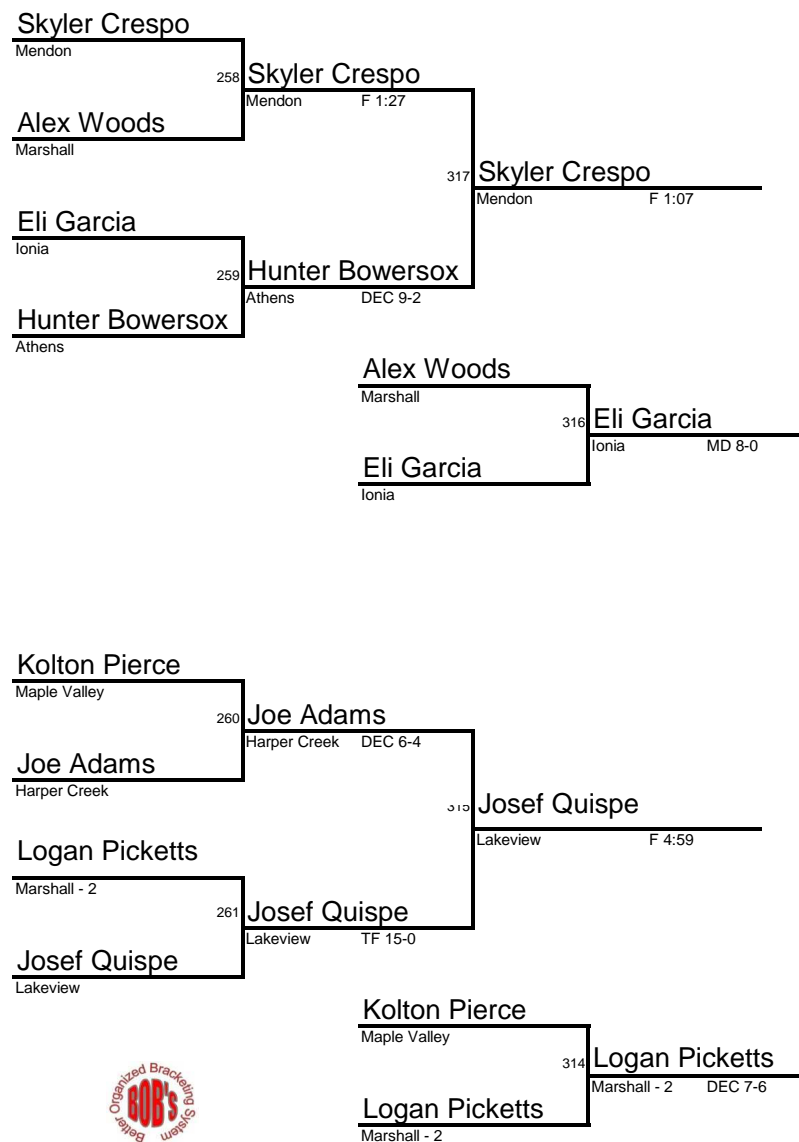 Skyler Crespo
Mendon
258 Skyler Crespo
Mendon F 1:27
Alex Woods
Marshall
317 Skyler Crespo
Mendon F 1:07
Eli Garcia
Ionia
259 Hunter Bowersox
Athens DEC 9-2
Hunter Bowersox
Athens
Alex Woods
Marshall
316 Eli Garcia
Ionia MD 8-0
Eli Garcia
Ionia
Kolton Pierce
Maple Valley
260 Joe Adams
Harper Creek DEC 6-4
Joe Adams
Harper Creek
315 Josef Quispe
Lakeview F 4:59
Logan Picketts
Marshall - 2
261 Josef Quispe
Lakeview TF 15-0
Josef Quispe
Lakeview
Kolton Pierce
Maple Valley
314 Logan Picketts
Marshall - 2 DEC 7-6
Logan Picketts
Marshall - 2
Better Organized Bracketing System
BOB's